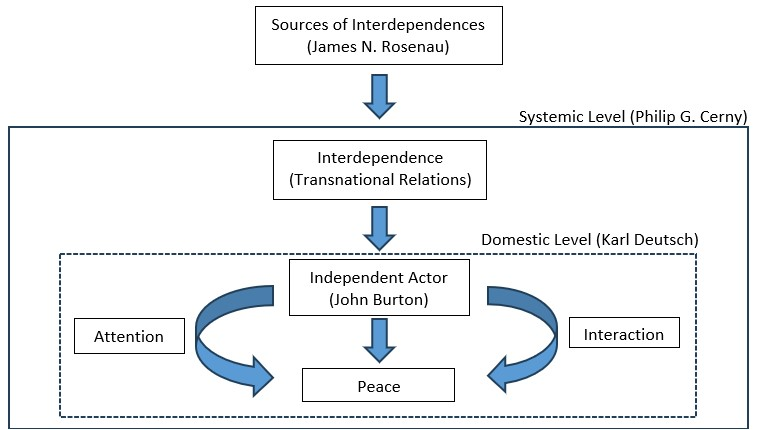 Sources of Interdependences
(James N. Rosenau)
Systemic Level (Philip G. Cerny)
Interdependence
(Transnational Relations)
Domestic Level (Karl Deutsch)
Independent Actor
(John Burton)
Attention
Interaction
Peace